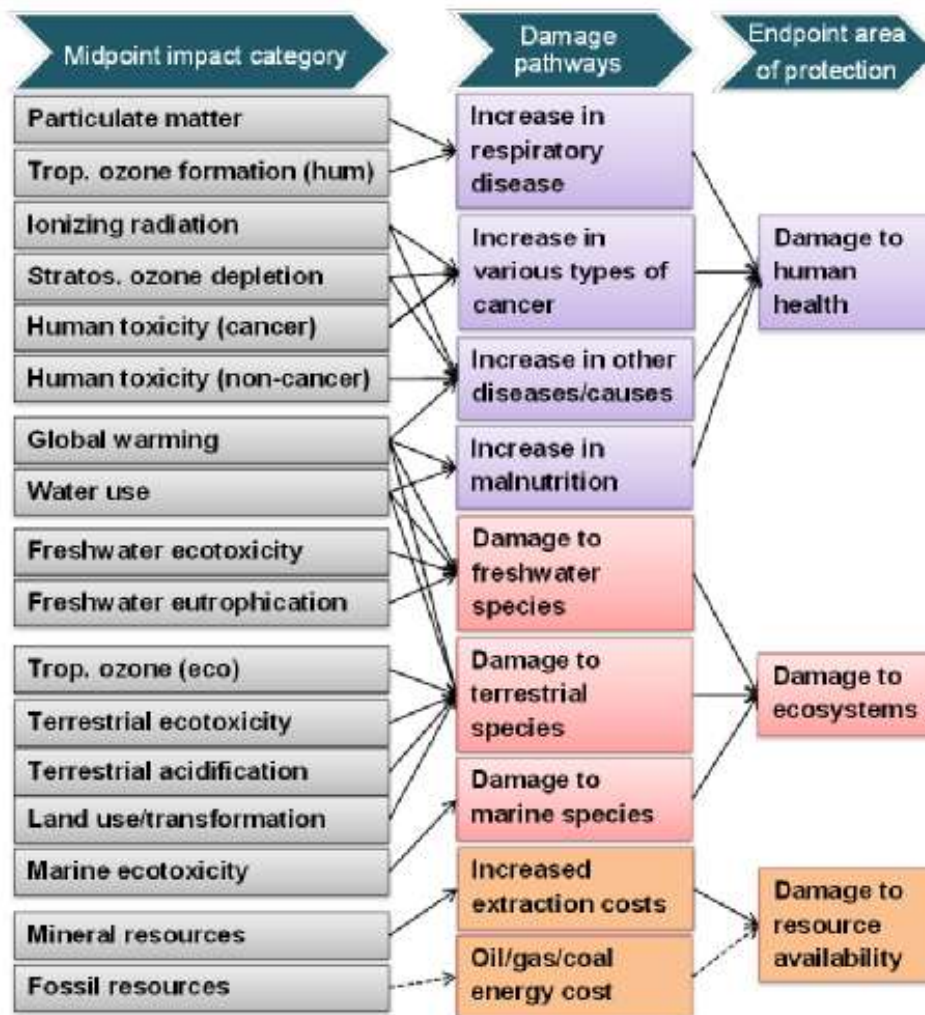 Midpoint impact category
Damage
pathways
Endpoint area
of protection
Particulate matter
Trop. ozone formation (hum)
Ionizing radiation
Stratos. ozone depletion
Human toxicity (cancer)
Human toxicity (non-cancer)
Global warming
Water use
Freshwater ecotoxicity
Freshwater eutrophication
Trop. ozone (eco)
Terrestrial ecotoxicity
Terrestrial acidification
Land use/transformation
Marine ecotoxicity
Mineral resources
Fossil resources
Increase in
respiratory
disease
Increase in
various types of
cancer
Increase in other
diseases/causes
Increase in
malnutrition
Damage to
freshwater
species
Damage to
terrestrial
species
Damage to
marine species
Increased
extraction costs
Oil/gas/coal
energy cost
Damage to
human
health
Damage to
ecosystems
Damage to
resource
availability